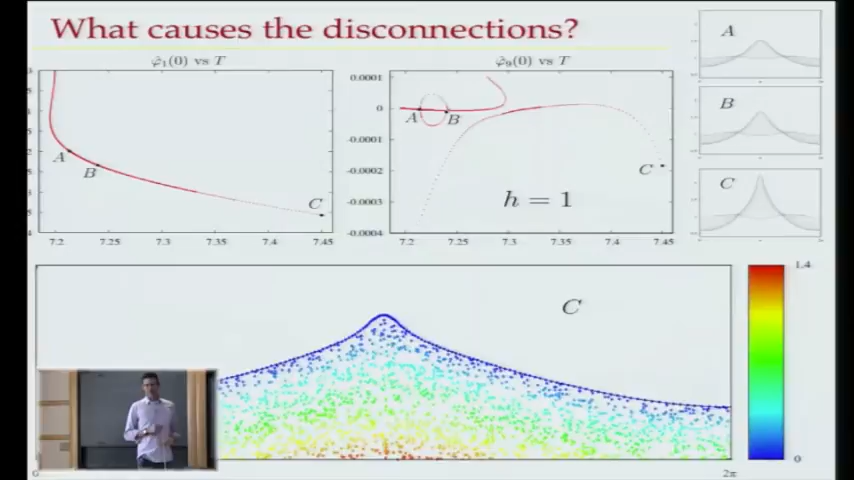 What causes the disconnections?
φ̂₁(0) vs T
φ̂₉(0) vs T
A
B
C
7.2 7.25 7.3 7.35 7.4 7.45
0.0001
0
-0.0001
-0.0002
-0.0003
-0.0004
A B
C
h = 1
7.2 7.25 7.3 7.35 7.4 7.45
A
B
C
C
1.4
0
0
2π